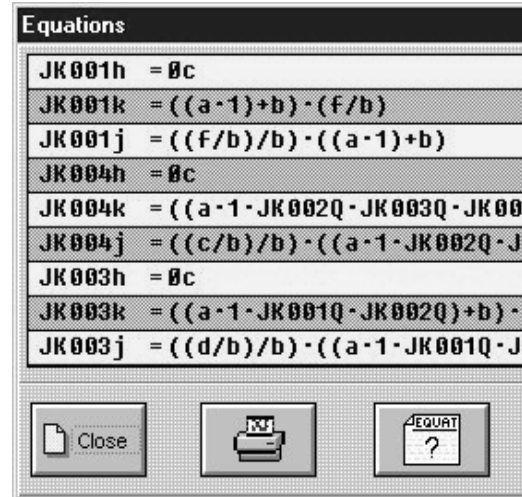 Equations
JK001h =0c
JK001k =((a·1)+b)·(f/b)
JK001j =((f/b)/b)·((a·1)+b)
JK004h =0c
JK004k =((a·1·JK002Q·JK003Q·JK00
JK004j =((c/b)/b)·((a·1·JK002Q·J
JK003h =0c
JK003k =((a·1·JK001Q·JK002Q)+b)·
JK003j =((d/b)/b)·((a·1·JK001Q·J
Close
EQUAT
?